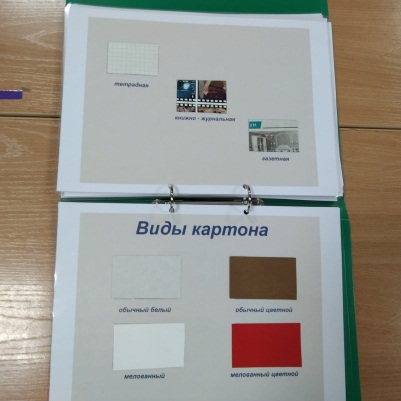 тетрадная
книжно - журнальная
газетная
Виды картона
обычный белый
обычный цветной
мелованный
мелованный цветной